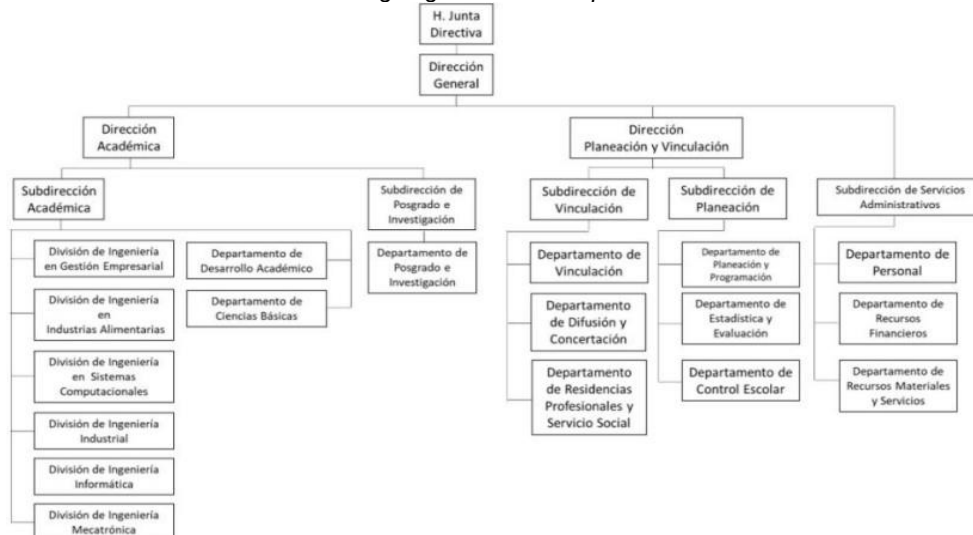 H. Junta
Directiva
Dirección
General
Dirección
Académica
Dirección
Planeación y Vinculación
Subdirección
Académica
Subdirección de
Posgrado e
Investigación
Subdirección de
Vinculación
Subdirección de
Planeación
Subdirección de Servicios
Administrativos
División de Ingeniería
en Gestión Empresarial
División de Ingeniería
en
Industrias Alimentarias
División de Ingeniería
en Sistemas
Computacionales
División de Ingeniería
Industrial
División de Ingeniería
Informática
División de Ingeniería
Mecatrónica
Departamento de
Desarrollo Académico
Departamento de
Ciencias Básicas
Departamento de
Posgrado e
Investigación
Departamento de
Vinculación
Departamento
de Difusión y
Concertación
Departamento
de Residencias
Profesionales y
Servicio Social
Departamento de
Planeación y
Programación
Departamento de
Estadística y
Evaluación
Departamento de
Control Escolar
Departamento de
Personal
Departamento de
Recursos
Financieros
Departamento de
Recursos Materiales
y Servicios